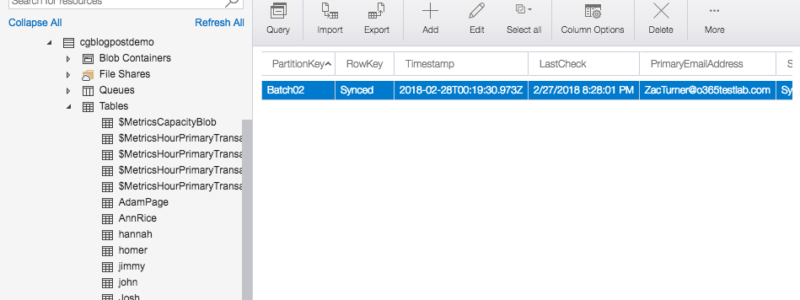 Search for resources
Collapse All Refresh All
cgblogpostdemo
Blob Containers
File Shares
Queues
Tables
$MetricsCapacityBlob
$MetricsHourPrimaryTransa
$MetricsHourPrimaryTransa
$MetricsHourPrimaryTransa
$MetricsHourPrimaryTransa
AdamPage
AnnRice
hannah
homer
jimmy
john
Josh
Query Import Export Add Edit Select all Column Options Delete More
PartitionKey RowKey Timestamp LastCheck PrimaryEmailAddress S
Batch02 Synced 2018-02-28T00:19:30.973Z 2/27/2018 8:28:01 PM ZacTurner@o365testlab.com Sy